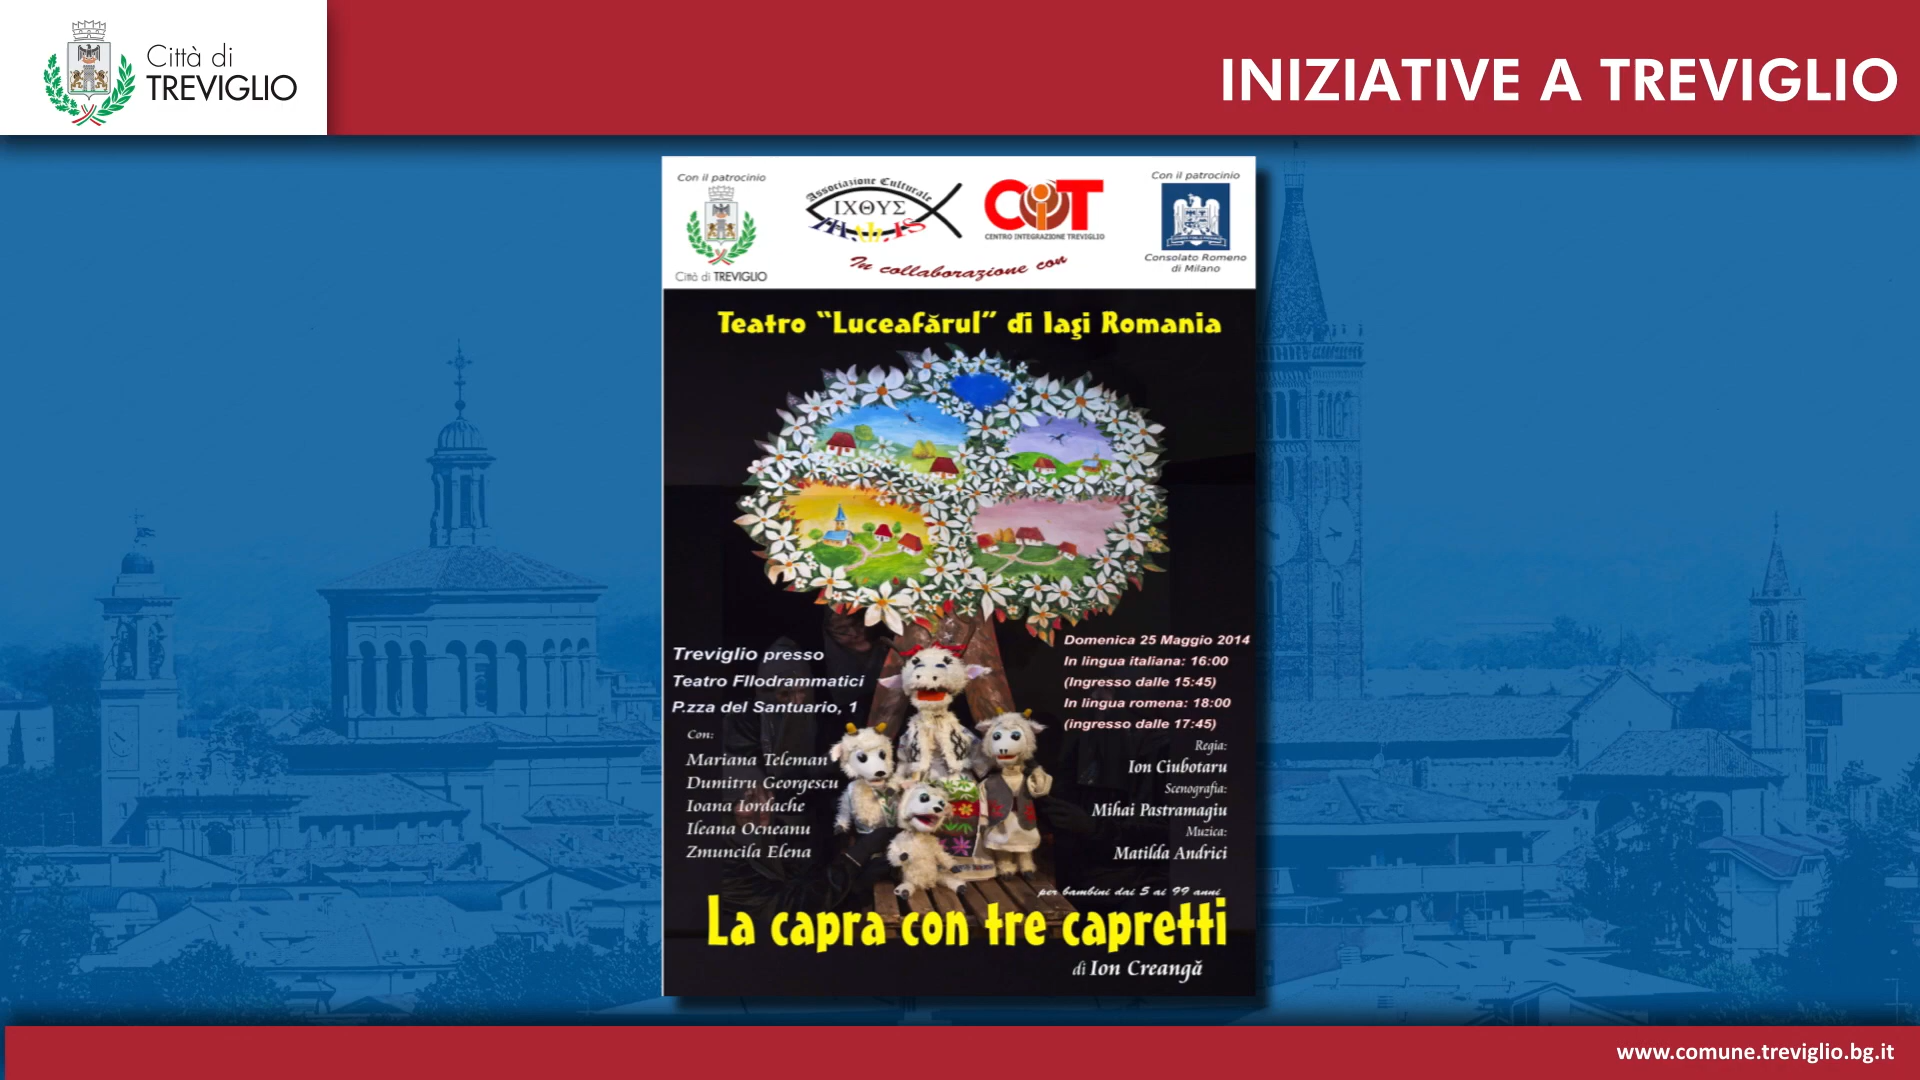 Città di
TREVIGLIO
INIZIATIVE A TREVIGLIO
Con il patrocinio
Città di TREVIGLIO
Associazione Culturale
ΙΧΘΥΣ
CiT
CENTRO INTEGRAZIONE TREVIGLIO
In collaborazione con
Con il patrocinio
Consolato Romeno
di Milano
Teatro “Luceafărul” di Iaşi Romania
Treviglio presso
Teatro FIlodrammatici
P.zza del Santuario, 1
Con:
Mariana Teleman
Dumitru Georgescu
Ioana Iordache
Ileana Ocneanu
Zmuncila Elena
Domenica 25 Maggio 2014
In lingua italiana: 16:00
(Ingresso dalle 15:45)
In lingua romena: 18:00
(ingresso dalle 17:45)
Regia:
Ion Ciubotaru
Scenografia:
Mihai Pastramagiu
Muzica:
Matilda Andrici
per bambini dai 5 ai 99 anni
La capra con tre capretti
di Ion Creangă
www.comune.treviglio.bg.it